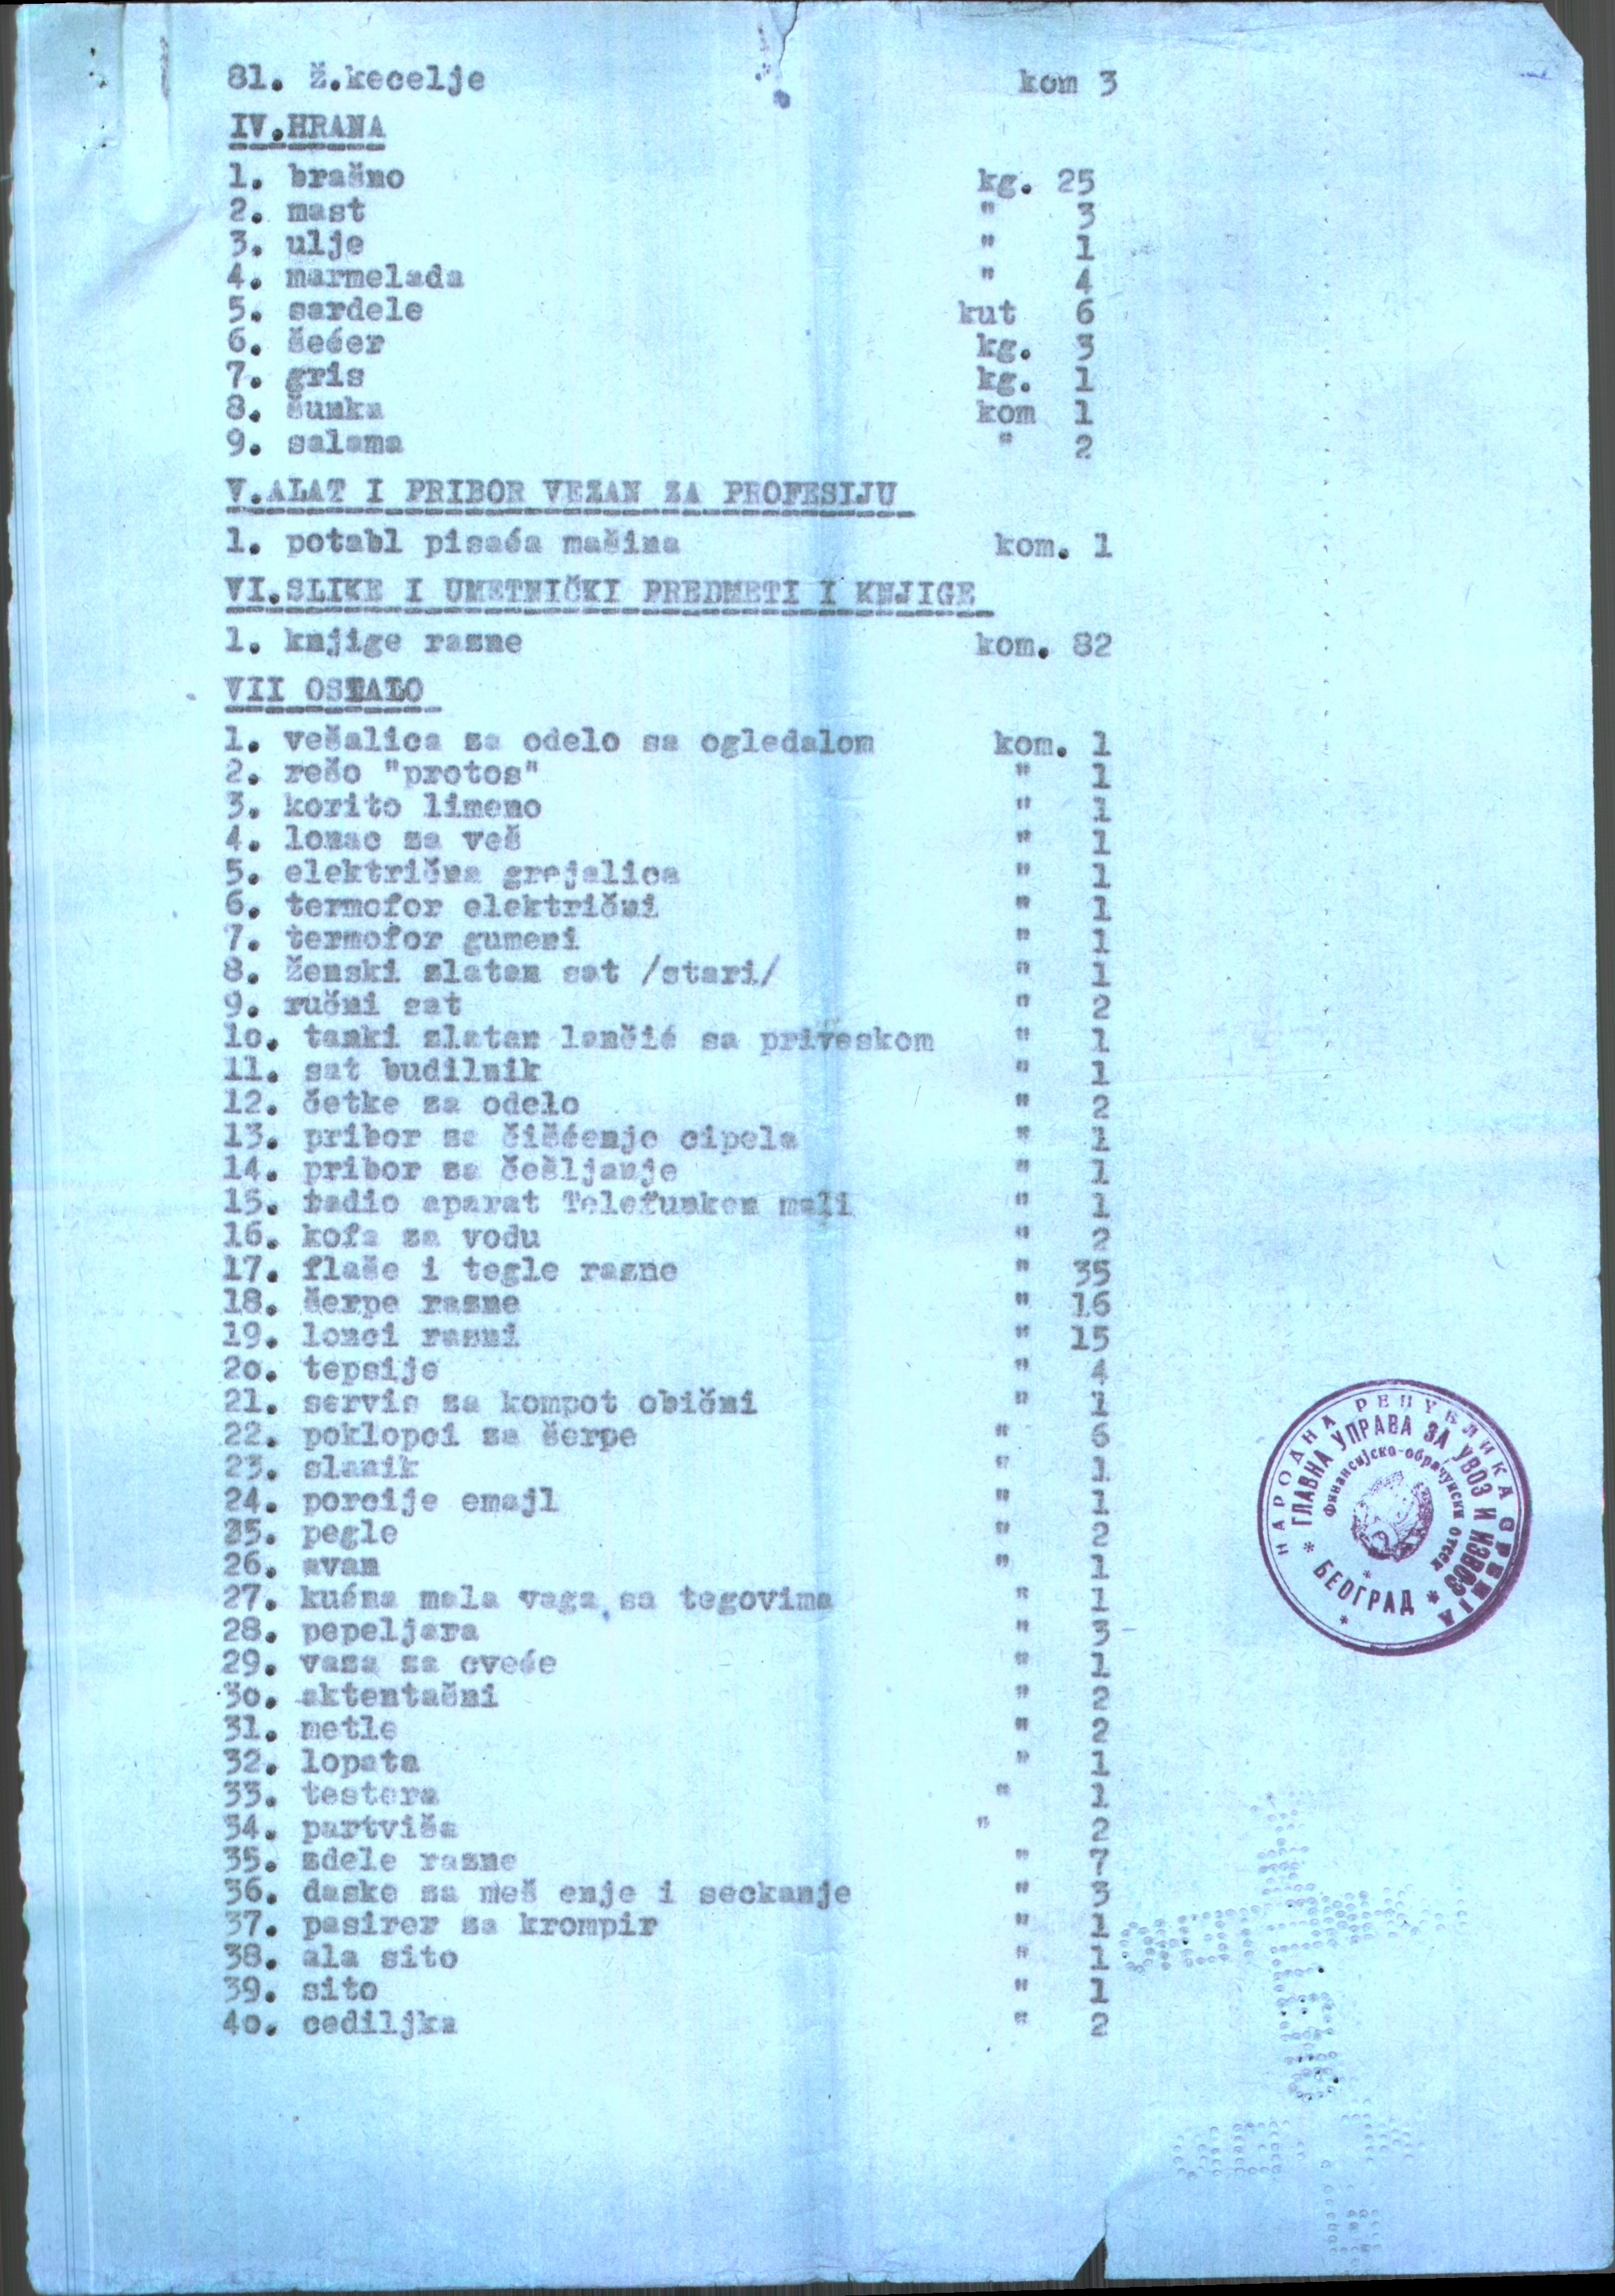 81. ž.kecelje kom 3
IV.HRANA
1. brašno kg. 25
2. mast " 3
3. ulje " 1
4. marmelada " 4
5. sardele kut 6
6. šećer kg. 3
7. gris kg. 1
8. šunka kom 1
9. salama " 2
V.ALAT I PRIBOR VEZAN ZA PROFESIJU
1. potabl pisaća mašina kom. 1
VI.SLIKE I UMETNIČKI PREDMETI I KNJIGE
1. knjige razne kom. 82
VII OSTALO
1. vešalica za odelo sa ogledalom kom. 1
2. rešo "protos" " 1
3. korito limeno " 1
4. lonac za veš " 1
5. električna grejalica " 1
6. termofor električni " 1
7. termofor gumeni " 1
8. ženski zlatan sat /stari/ " 1
9. ručni sat " 2
1o. tanki zlatan lančić sa priveskom " 1
11. sat budilnik " 1
12. četke za odelo " 2
13. pribor za čišćenje cipela " 1
14. pribor za češljanje " 1
15. radio aparat Telefunken mali " 1
16. kofa za vodu " 2
17. flaše i tegle razne " 35
18. šerpe razne " 16
19. lonci razni " 15
2o. tepsije " 4
21. servis za kompot obični " 1
22. poklopci za šerpe " 6
23. slanik " 1
24. porcije emajl " 1
25. pegle " 2
26. avan " 1
27. kućna mala vaga sa tegovima " 1
28. pepeljara " 3
29. vaza za cveće " 1
3o. aktentašni " 2
31. metle " 2
32. lopata " 1
33. testera " 1
34. partviša " 2
35. zdele razne " 7
36. daske za meš enje i seckanje " 3
37. pasirer za krompir " 1
38. ala sito " 1
39. sito " 1
4o. cediljka " 2
НАРОДНА РЕПУБЛИКА СРБИЈА
ГЛАВНА УПРАВА ЗА УВОЗ И ИЗВОЗ
Финансијско-обрачунски отсек
* БЕОГРАД *